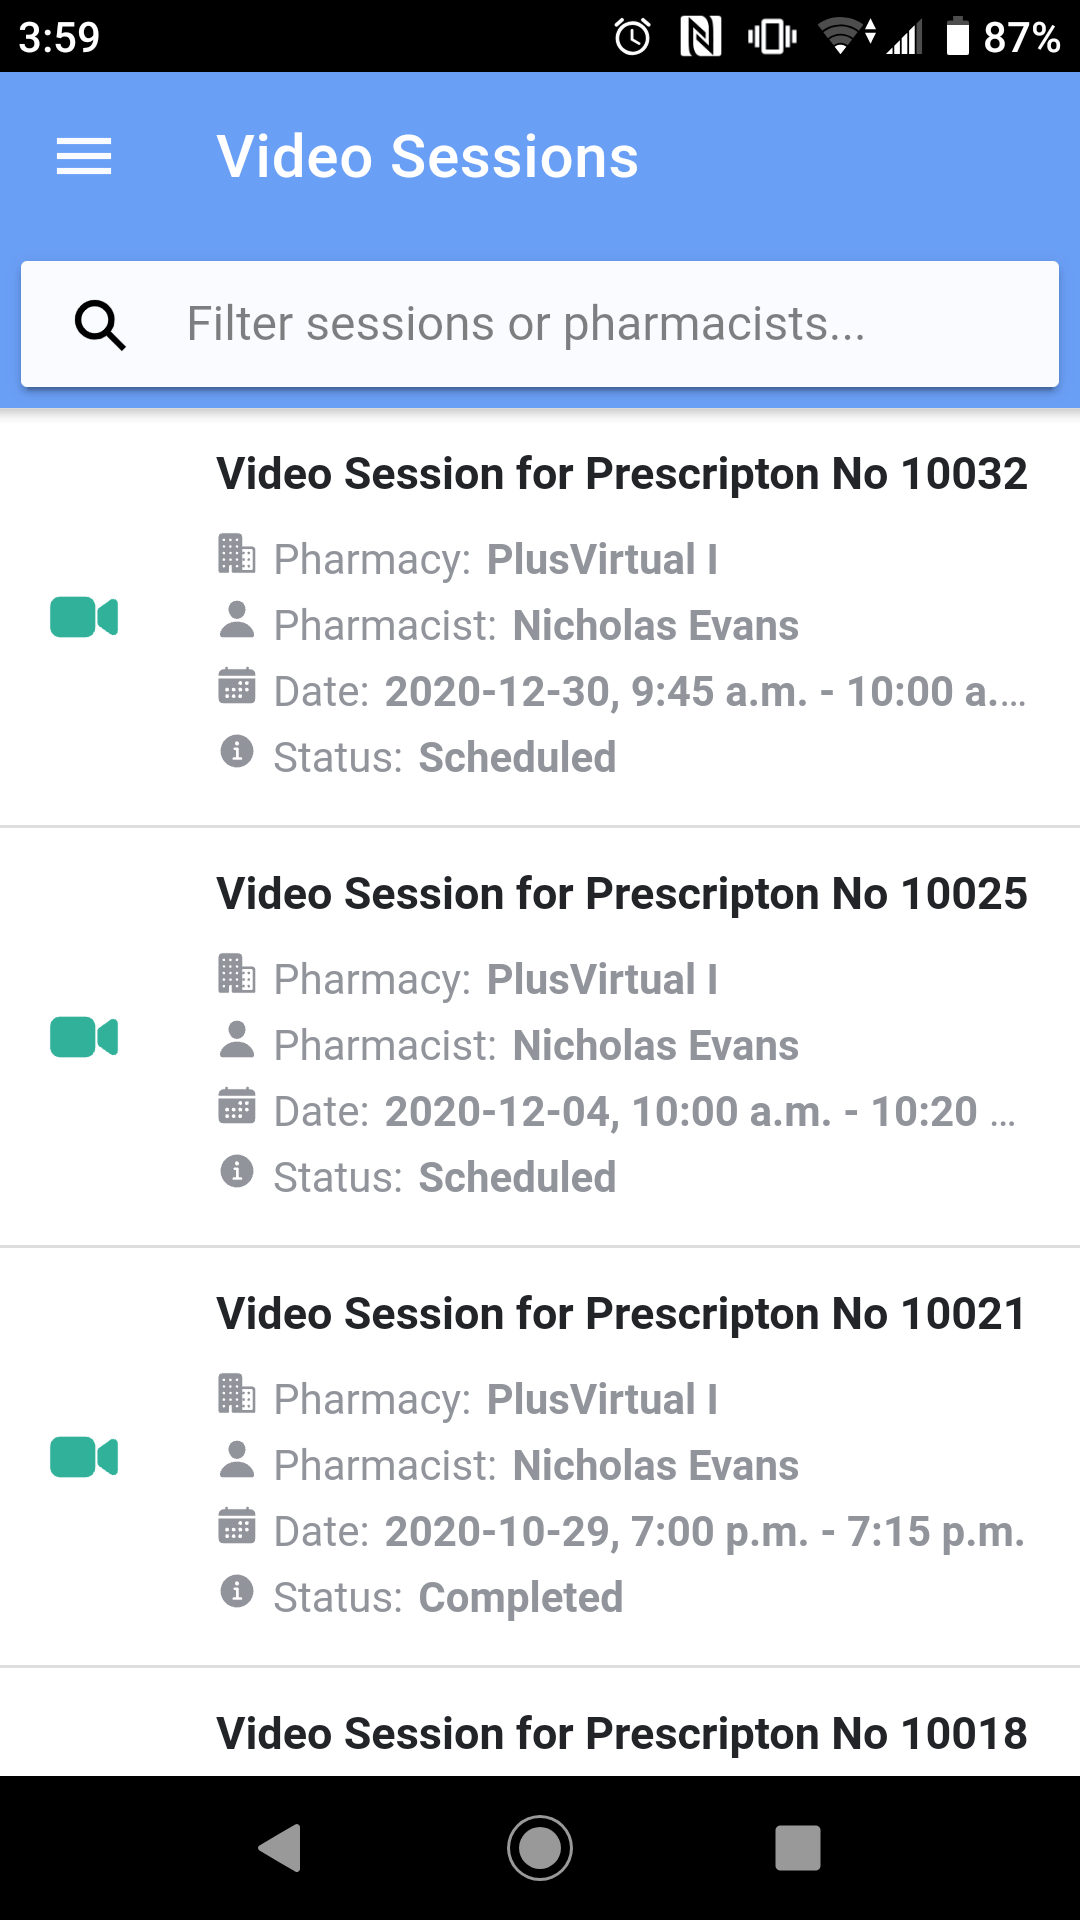 3:59 87%
Video Sessions
Filter sessions or pharmacists...
Video Session for Prescripton No 10032
Pharmacy: PlusVirtual I
Pharmacist: Nicholas Evans
Date: 2020-12-30, 9:45 a.m. - 10:00 a.…
Status: Scheduled
Video Session for Prescripton No 10025
Pharmacy: PlusVirtual I
Pharmacist: Nicholas Evans
Date: 2020-12-04, 10:00 a.m. - 10:20 …
Status: Scheduled
Video Session for Prescripton No 10021
Pharmacy: PlusVirtual I
Pharmacist: Nicholas Evans
Date: 2020-10-29, 7:00 p.m. - 7:15 p.m.
Status: Completed
Video Session for Prescripton No 10018